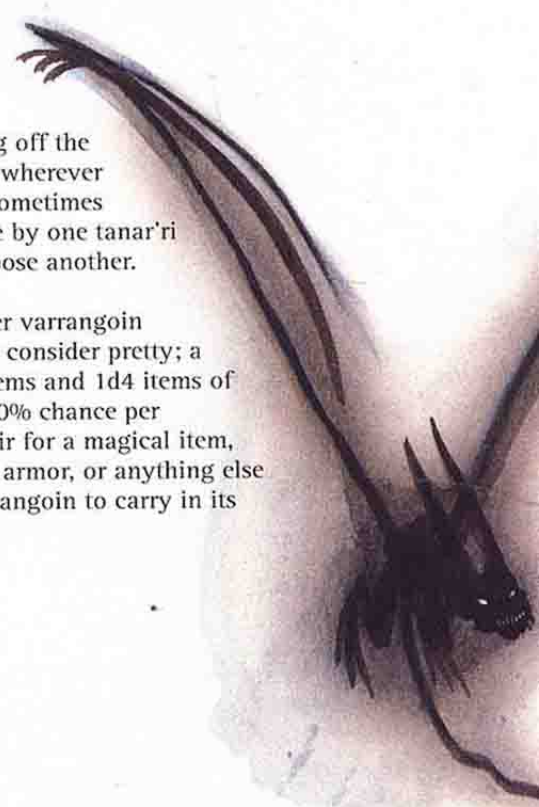 g off the
wherever
ometimes
e by one tanar'ri
pose another.
er varrangoin
consider pretty; a
ems and 1d4 items of
0% chance per
ir for a magical item,
armor, or anything else
angoin to carry in its